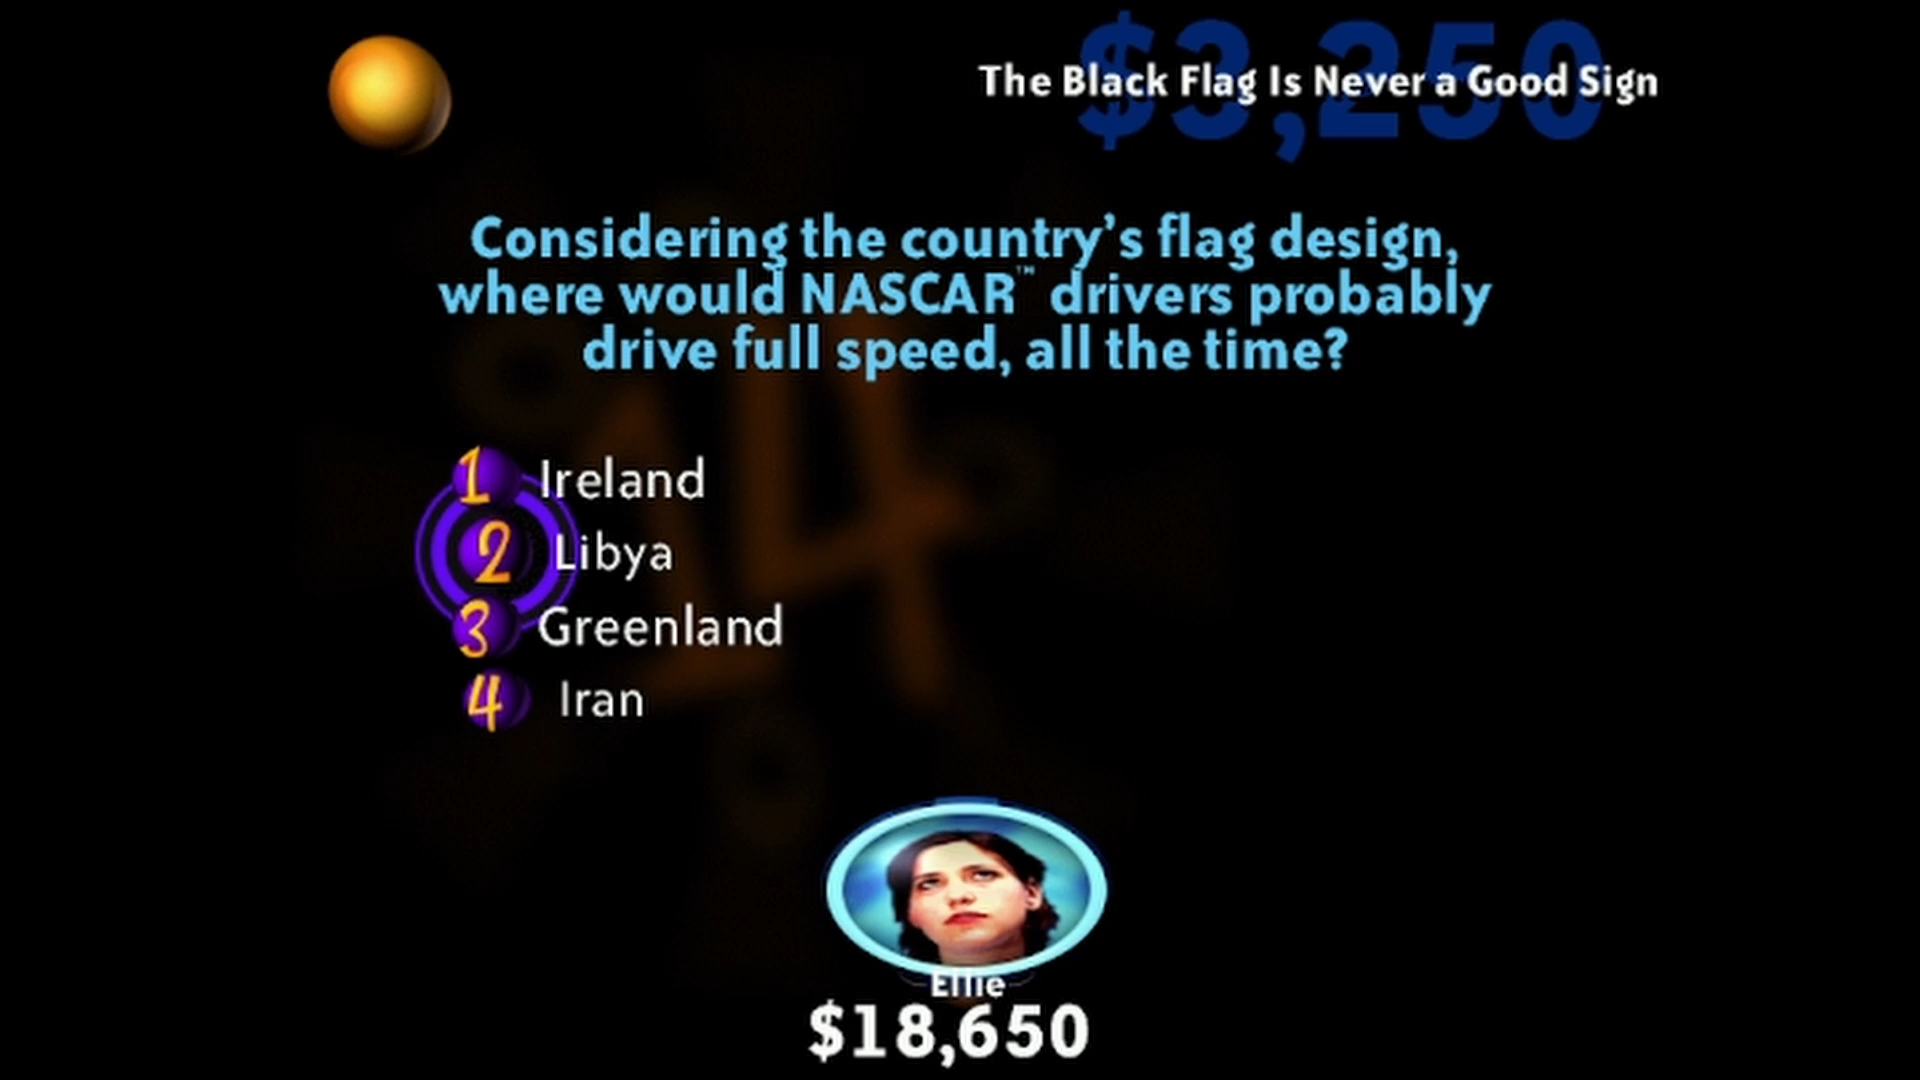 $3,250
The Black Flag Is Never a Good Sign
Considering the country's flag design,
where would NASCAR™ drivers probably
drive full speed, all the time?
1 Ireland
2 Libya
3 Greenland
4 Iran
14
Ellie
$18,650